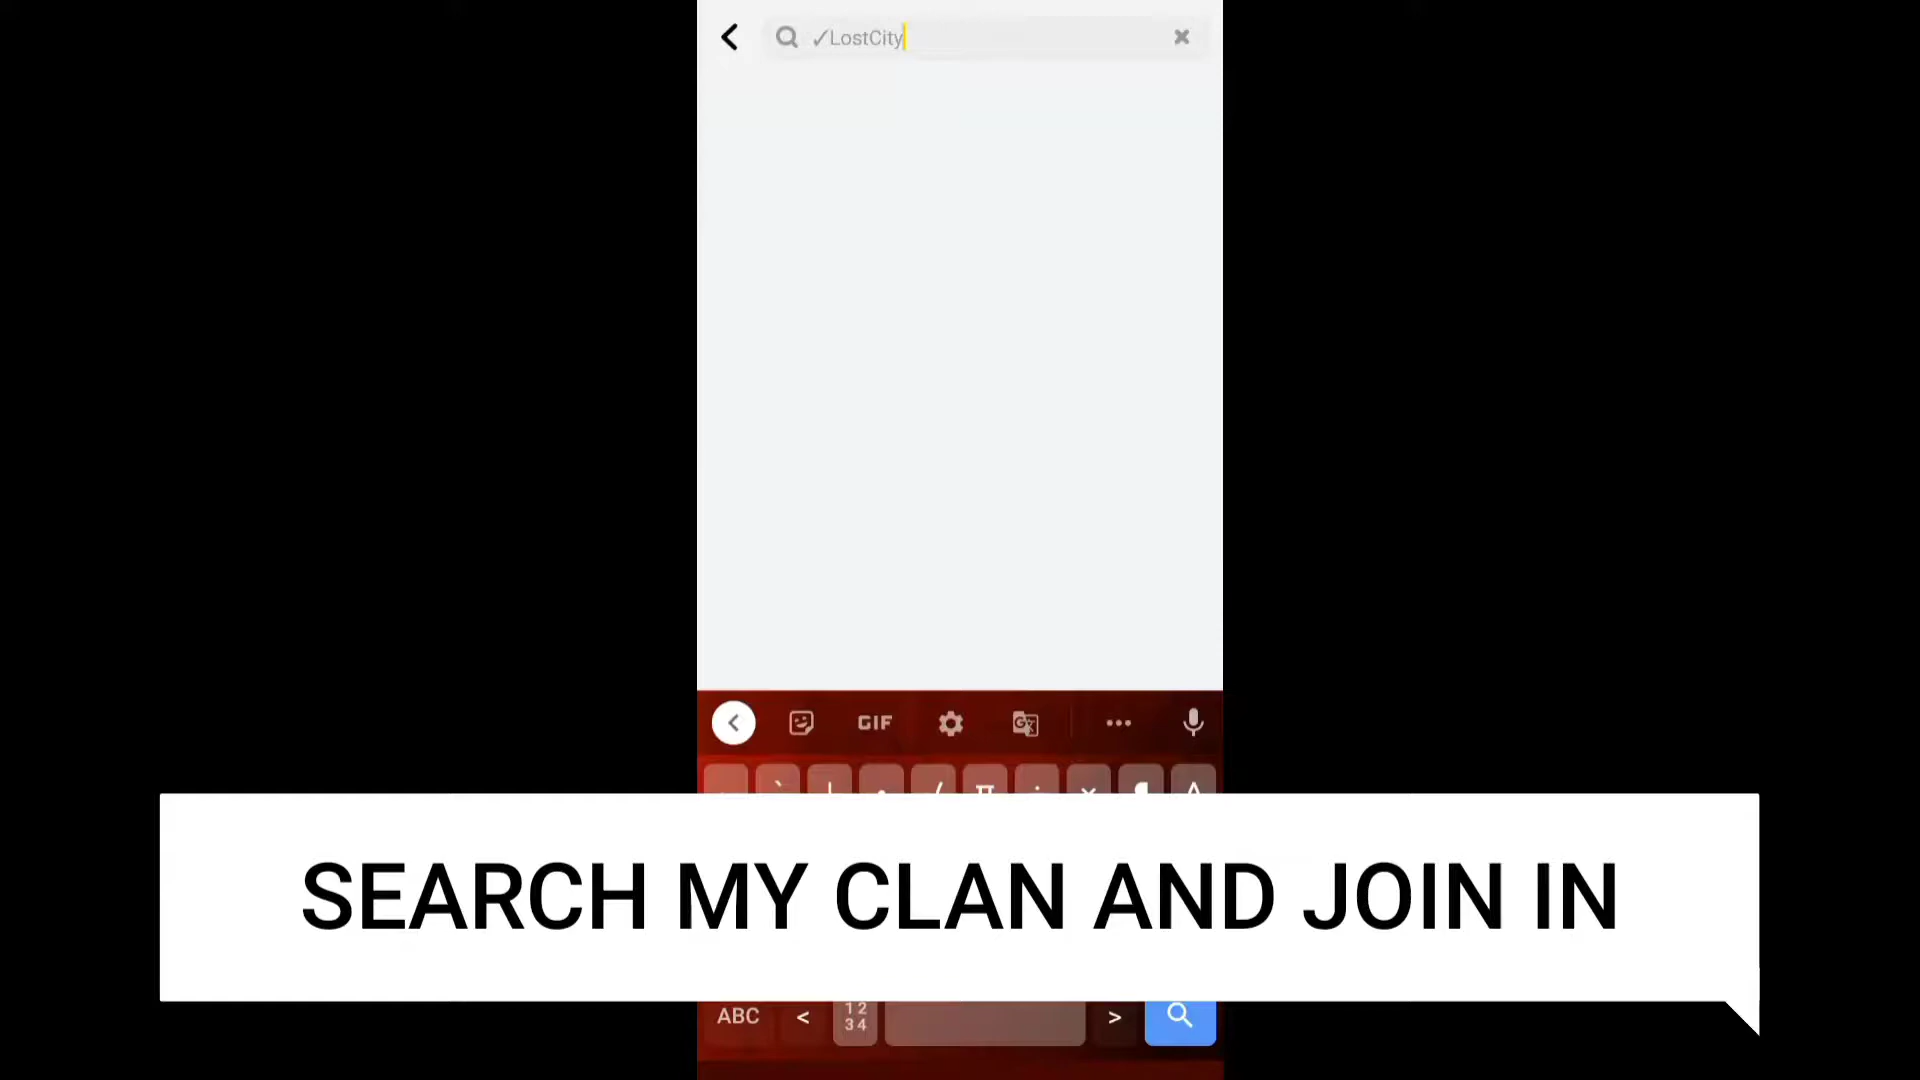 ✓LostCity
GIF
SEARCH MY CLAN AND JOIN IN
ABC < 12 34 >